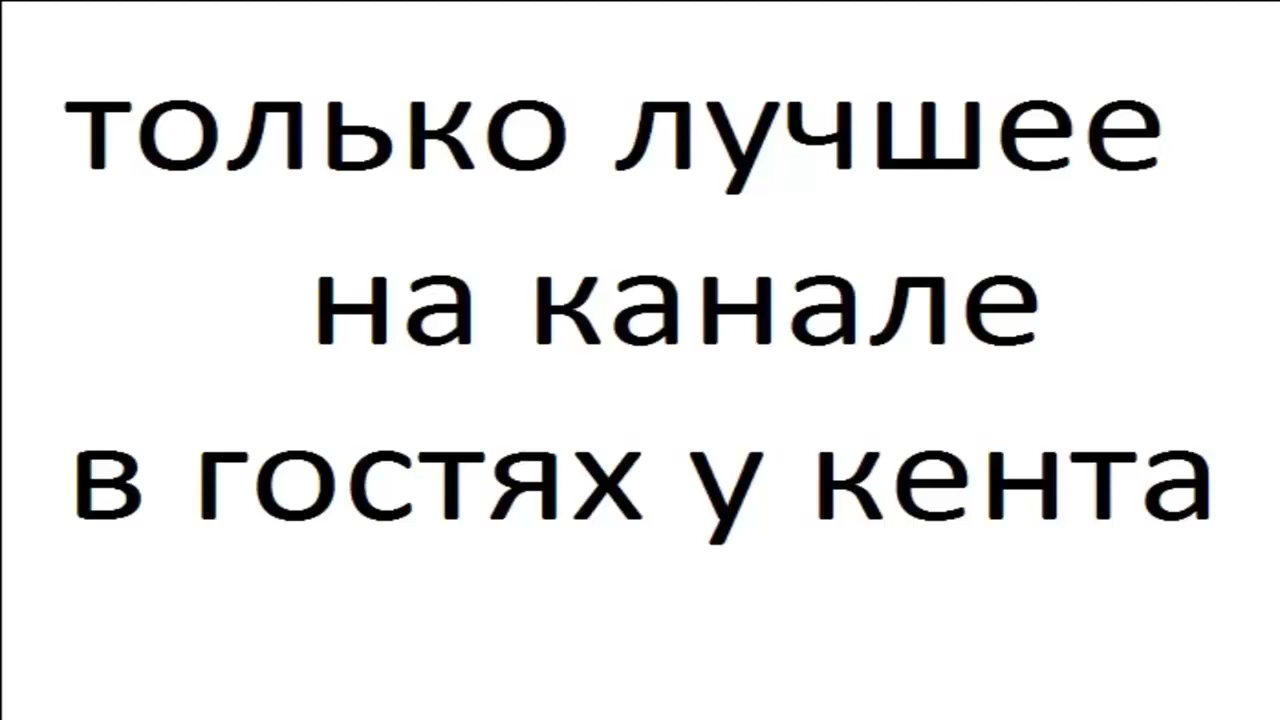 только лучшее
на канале
в гостях у кента